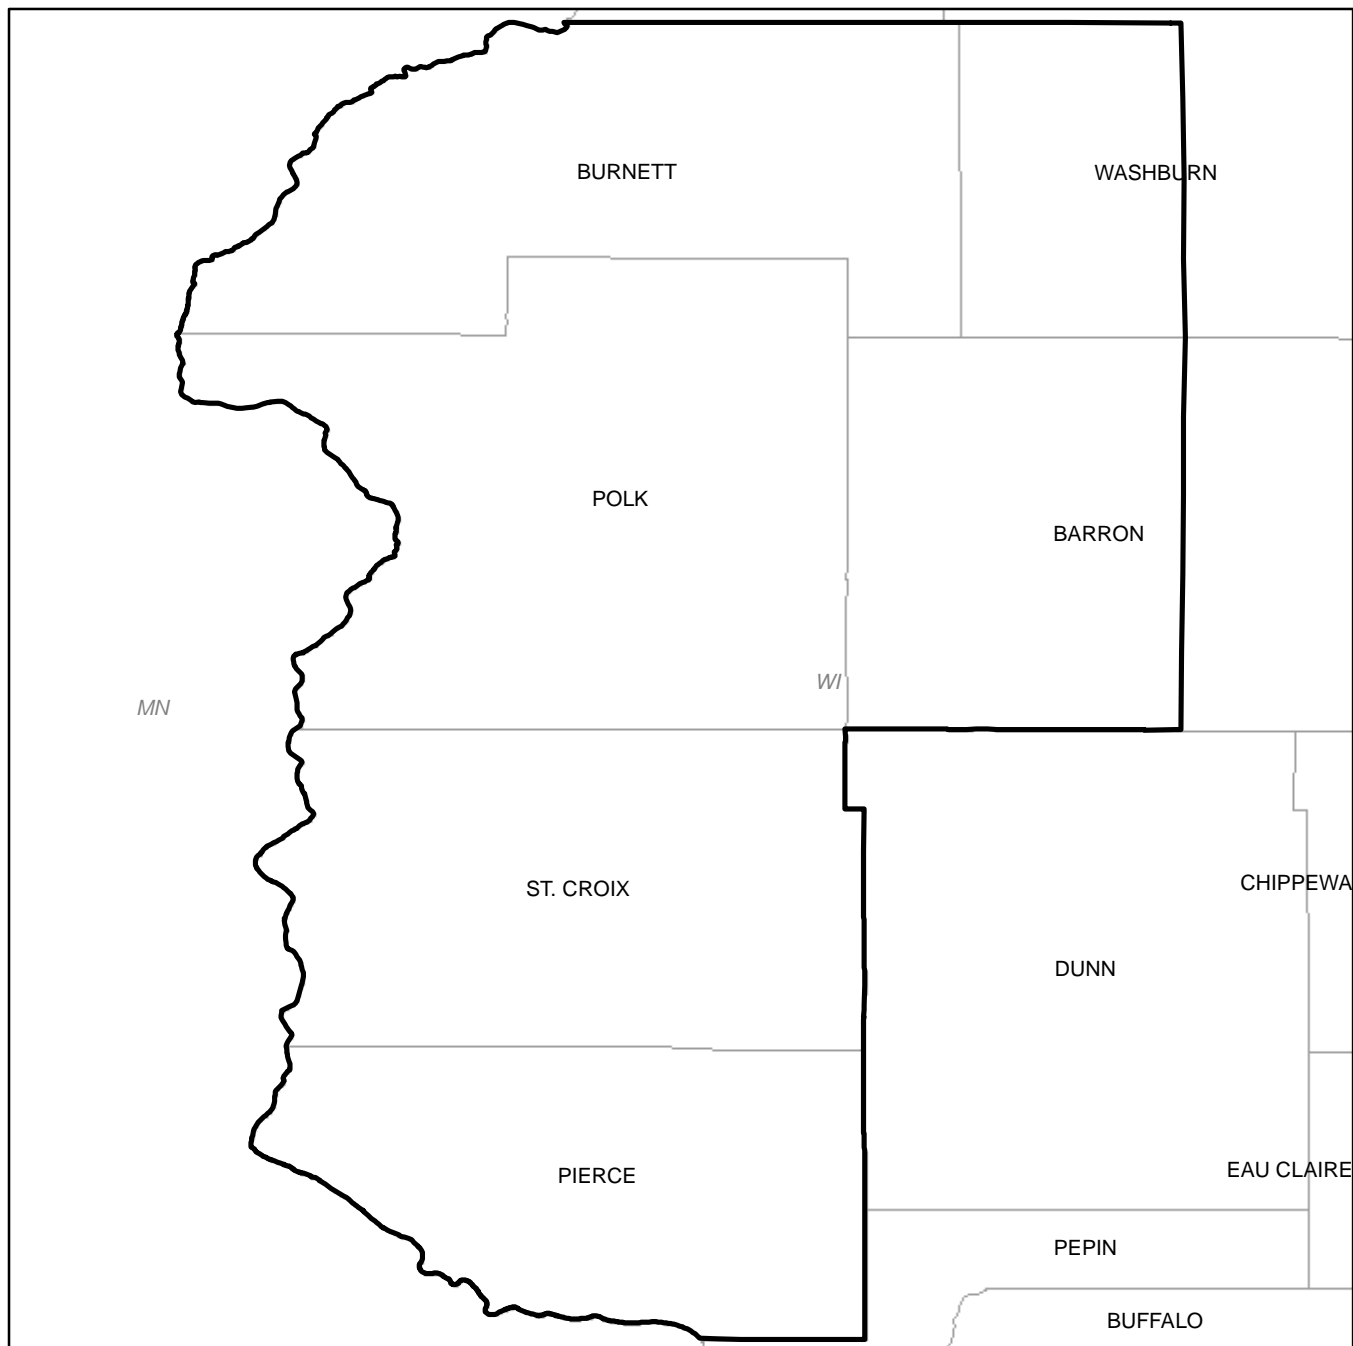 BURNETT
WASHBURN
POLK
BARRON
WI
MN
CHIPPEWA
ST. CROIX
DUNN
EAU CLAIRE
PIERCE
PEPIN
BUFFALO